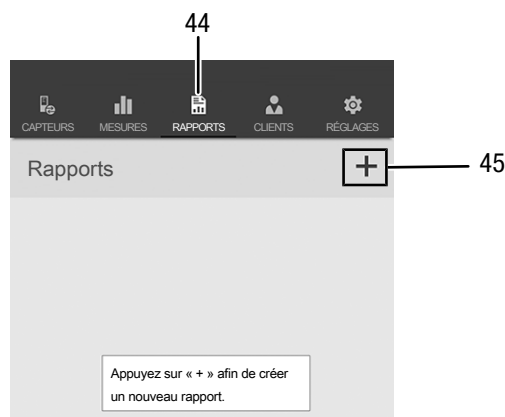 44
CAPTEURS MESURES RAPPORTS CLIENTS RÉGLAGES
Rapports
45
Appuyez sur « + » afin de créer
un nouveau rapport.